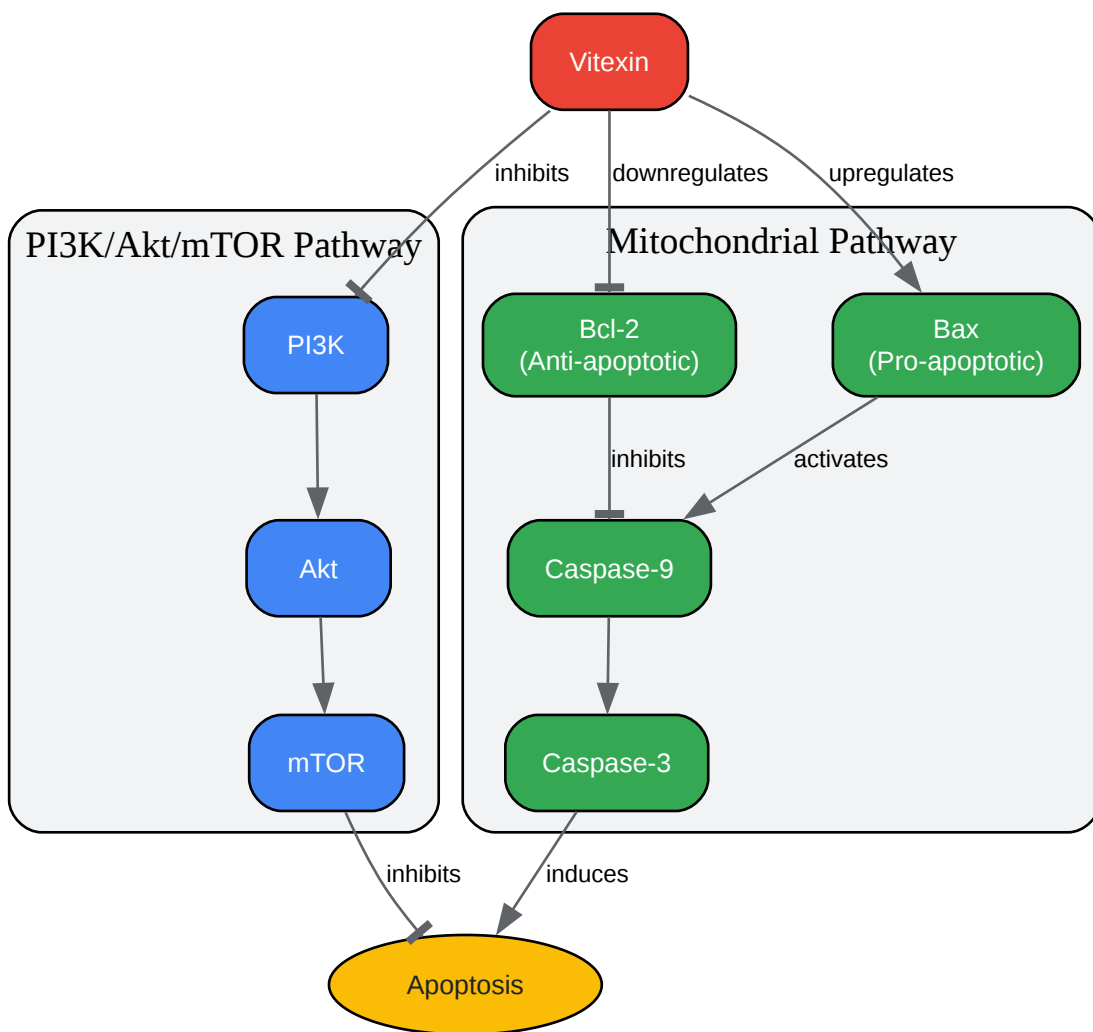 Vitexin
inhibits
downregulates
upregulates
PI3K/Akt/mTOR Pathway
Mitochondrial Pathway
PI3K
Bcl-2
(Anti-apoptotic)
Bax
(Pro-apoptotic)
inhibits
activates
Akt
Caspase-9
mTOR
Caspase-3
inhibits
induces
Apoptosis